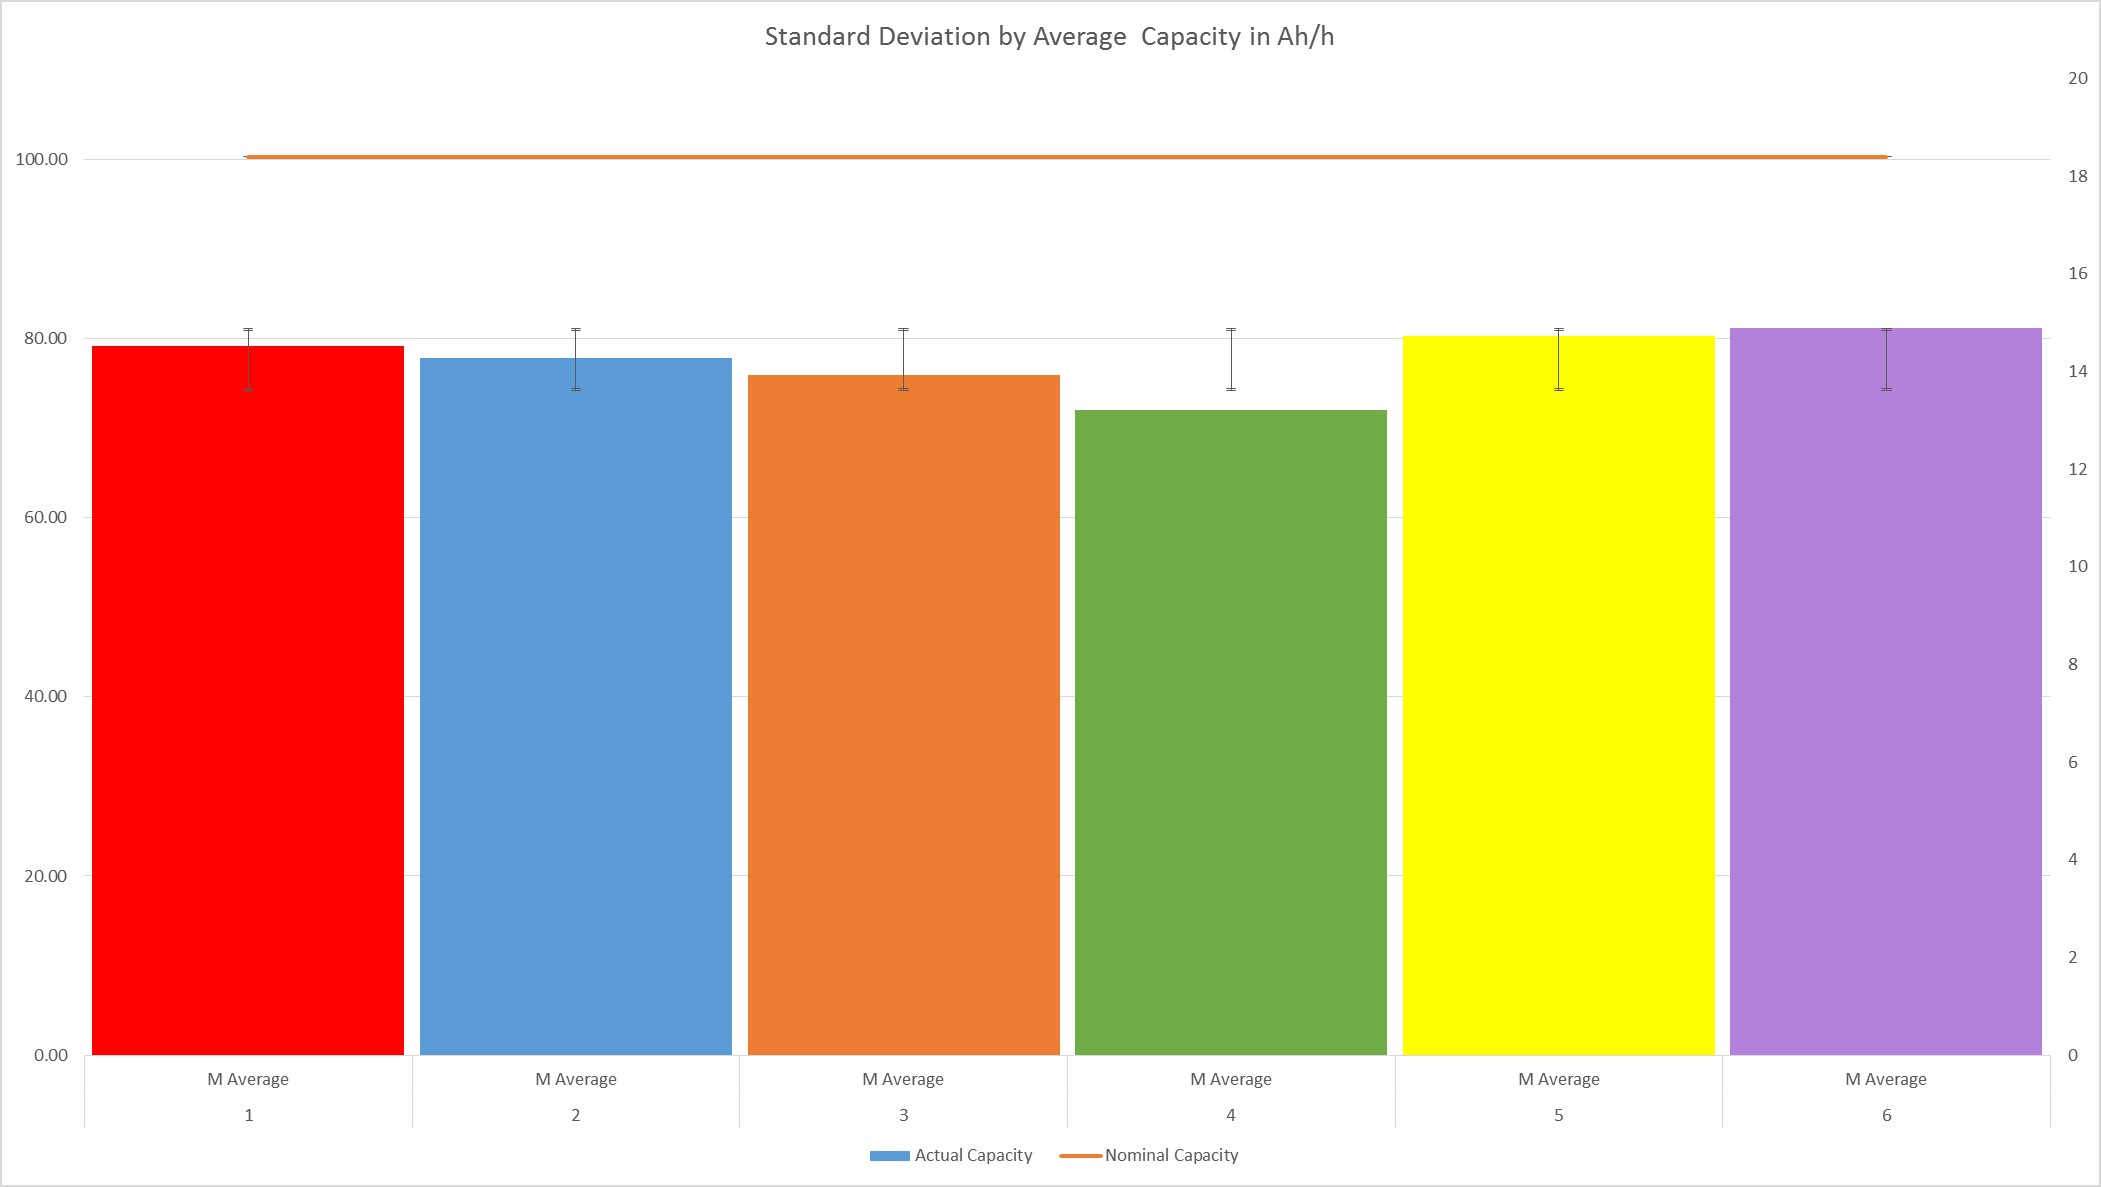 Standard Deviation by Average  Capacity in Ah/h
20
100.00
18
16
80.00
14
12
60.00
10
8
40.00
6
20.00
4
2
0.00
0
M Average
M Average
M Average
M Average
M Average
M Average
1
2
3
4
5
6
Actual Capacity
Nominal Capacity